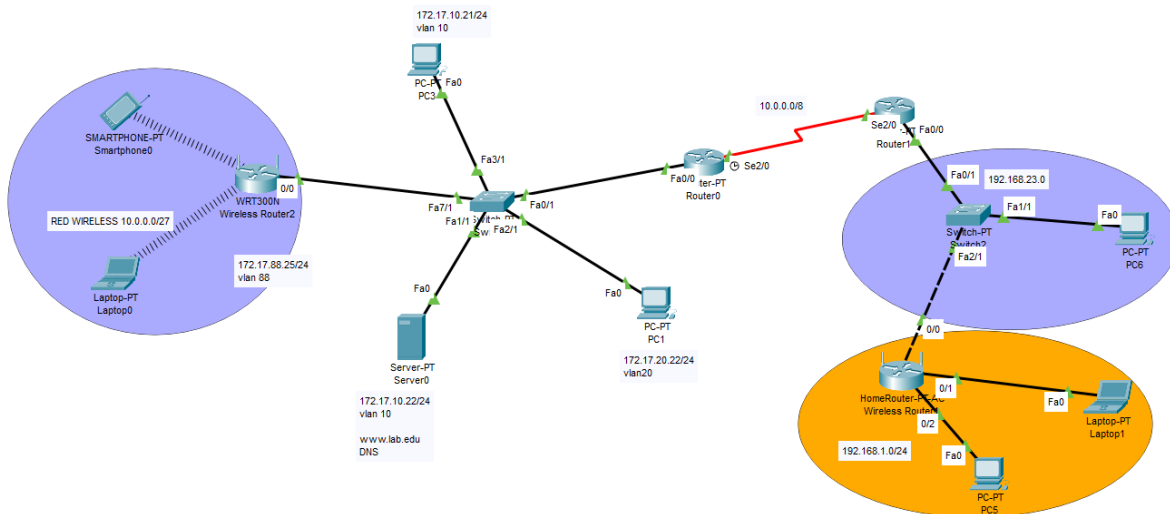 172.17.10.21/24
vlan 10
Fa0
PC-PT
PC3
SMARTPHONE-PT
Smartphone0
0/0
WRT300N
Wireless Router2
RED WIRELESS 10.0.0.0/27
172.17.88.25/24
vlan 88
Laptop-PT
Laptop0
Fa3/1
Fa7/1
Fa0/1
Fa1/1
Fa2/1
Fa0
Server-PT
Server0
172.17.10.22/24
vlan 10
www.lab.edu
DNS
Fa0
PC-PT
PC1
172.17.20.22/24
vlan20
Fa0/0
Se2/0
Router0
10.0.0.0/8
Se2/0
Fa0/0
Router1
Fa0/1
192.168.23.0
Fa1/1
Fa0
Switch-PT
Switch2
Fa2/1
PC-PT
PC6
0/0
0/1
0/2
Fa0
Laptop-PT
Laptop1
192.168.1.0/24
Fa0
PC-PT
PC5